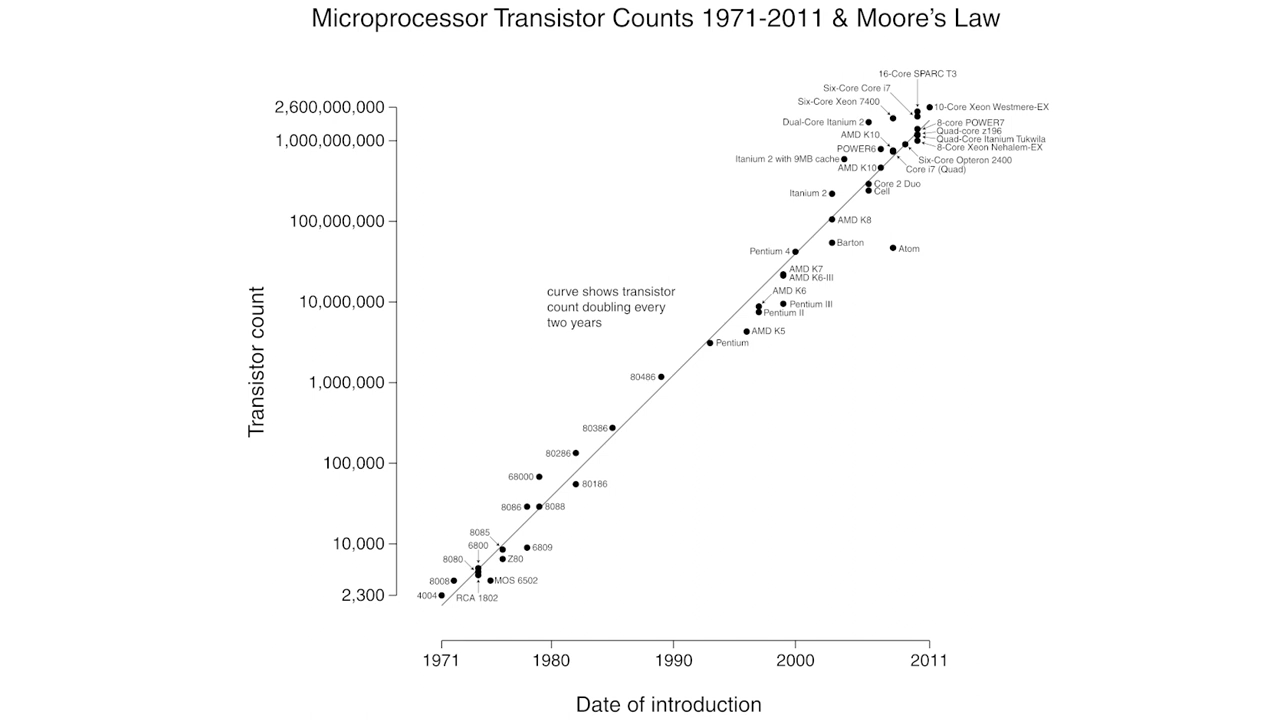 Microprocessor Transistor Counts 1971-2011 & Moore's Law
16-Core SPARC T3
Six-Core Core i7
Six-Core Xeon 7400
2,600,000,000
10-Core Xeon Westmere-EX
Dual-Core Itanium 2
8-core POWER7
Quad-core z196
AMD K10
1,000,000,000
Quad-Core Itanium Tukwila
POWER6
8-Core Xeon Nehalem-EX
Itanium 2 with 9MB cache
Six-Core Opteron 2400
AMD K10
Core i7 (Quad)
Core 2 Duo
Cell
Itanium 2
100,000,000
AMD K8
Barton
Atom
Pentium 4
AMD K7
AMD K6-III
curve shows transistor
count doubling every
two years
AMD K6
10,000,000
Pentium III
Pentium II
AMD K5
Pentium
Transistor count
80486
1,000,000
80386
80286
100,000
68000
80186
8086
8088
8085
10,000
6800
6809
8080
Z80
8008
MOS 6502
2,300
4004
RCA 1802
1971
1980
1990
2000
2011
Date of introduction